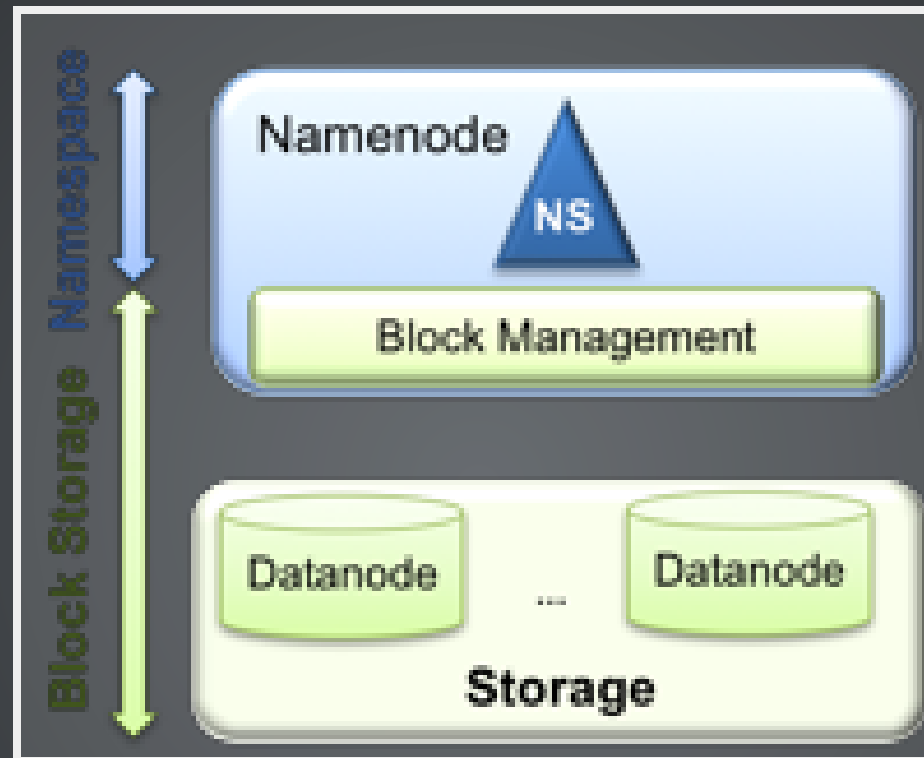 Namespace
Namenode
NS
Block Management
Block Storage
Datanode
...
Datanode
Storage